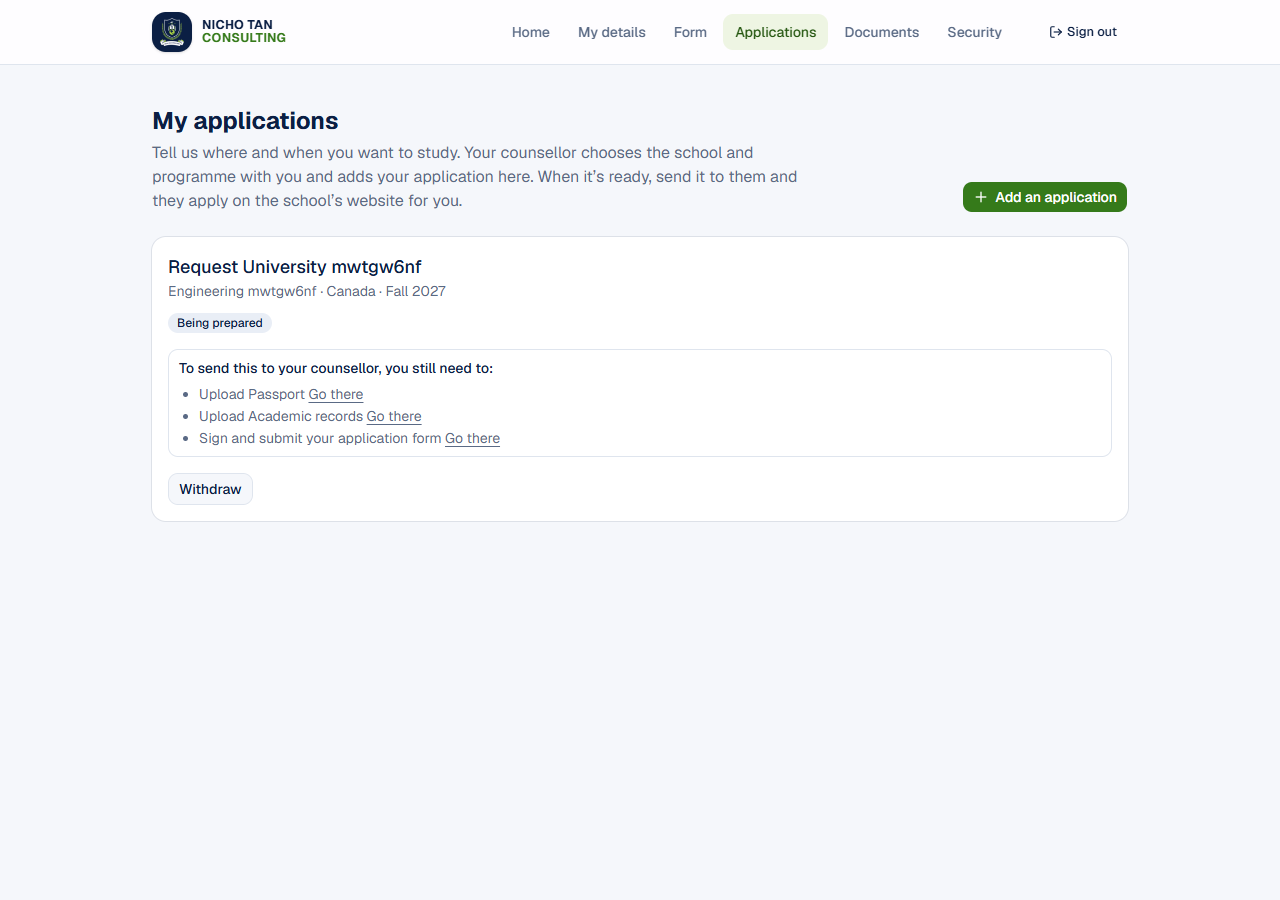 NICHO TAN
CONSULTING
Home
My details
Form
Applications
Documents
Security
Sign out
My applications
Tell us where and when you want to study. Your counsellor chooses the school and
programme with you and adds your application here. When it’s ready, send it to them and
they apply on the school’s website for you.
Add an application
Request University mwtgw6nf
Engineering mwtgw6nf · Canada · Fall 2027
Being prepared
To send this to your counsellor, you still need to:
• Upload Passport Go there
• Upload Academic records Go there
• Sign and submit your application form Go there
Withdraw